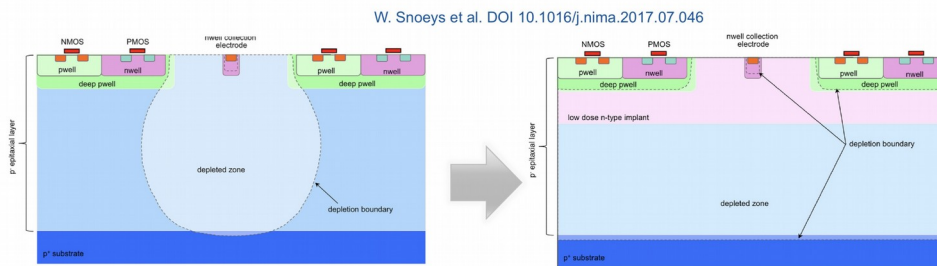 W. Snoeys et al. DOI 10.1016/j.nima.2017.07.046
NMOS
PMOS
nwell collection
electrode
pwell
nwell
pwell
nwell
deep pwell
deep pwell
p- epitaxial layer
depleted zone
depletion boundary
p+ substrate
NMOS
PMOS
nwell collection
electrode
pwell
nwell
pwell
nwell
deep pwell
deep pwell
low dose n-type implant
p- epitaxial layer
depletion boundary
depleted zone
p+ substrate